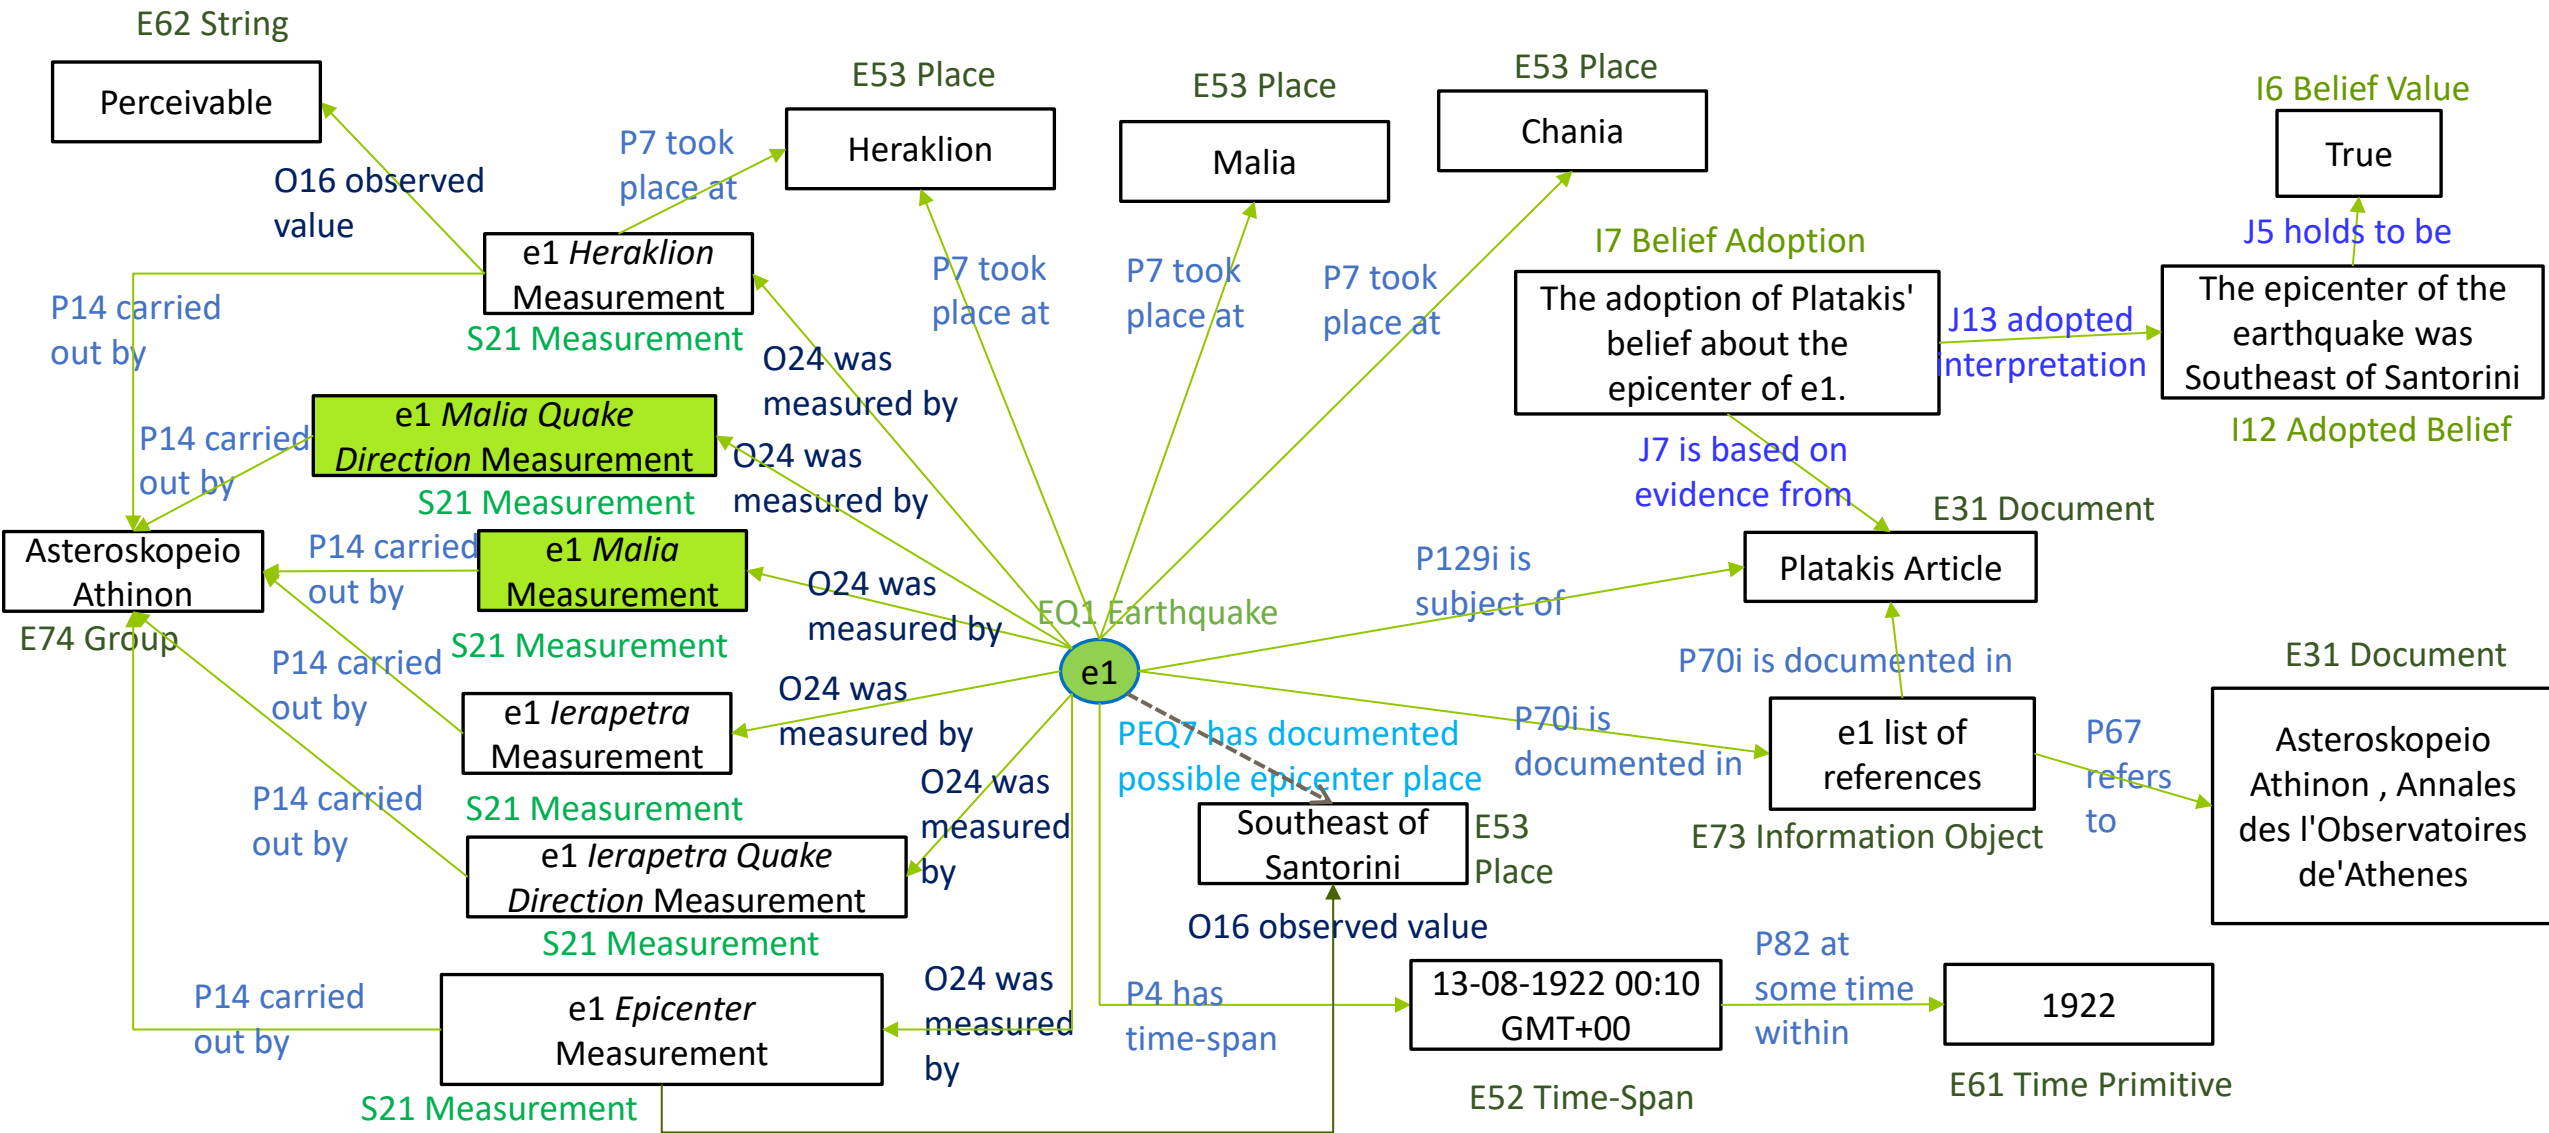 E62 String
Perceivable
O16 observed
value
P7 took
place at
E53 Place
Heraklion
E53 Place
Malia
E53 Place
Chania
I6 Belief Value
True
J5 holds to be
I7 Belief Adoption
The adoption of Platakis'
belief about the
epicenter of e1.
J13 adopted
interpretation
The epicenter of the
earthquake was
Southeast of Santorini
I12 Adopted Belief
e1 Heraklion
Measurement
S21 Measurement
P14 carried
out by
P7 took
place at
P7 took
place at
P7 took
place at
O24 was
measured by
e1 Malia Quake
Direction Measurement
S21 Measurement
P14 carried
out by
O24 was
measured by
J7 is based on
evidence from
E31 Document
Platakis Article
Asteroskopeio
Athinon
E74 Group
P14 carried
out by
e1 Malia
Measurement
S21 Measurement
O24 was
measured by
EQ1 Earthquake
e1
P129i is
subject of
P70i is documented in
E31 Document
P14 carried
out by
e1 Ierapetra
Measurement
S21 Measurement
O24 was
measured by
PEQ7 has documented
possible epicenter place
P70i is
documented in
e1 list of
references
E73 Information Object
P67
refers
to
Asteroskopeio
Athinon , Annales
des l'Observatoires
de'Athenes
P14 carried
out by
e1 Ierapetra Quake
Direction Measurement
S21 Measurement
O24 was
measured
by
Southeast of
Santorini
E53
Place
O16 observed value
P14 carried
out by
e1 Epicenter
Measurement
S21 Measurement
O24 was
measured
by
P4 has
time-span
13-08-1922 00:10
GMT+00
E52 Time-Span
P82 at
some time
within
1922
E61 Time Primitive